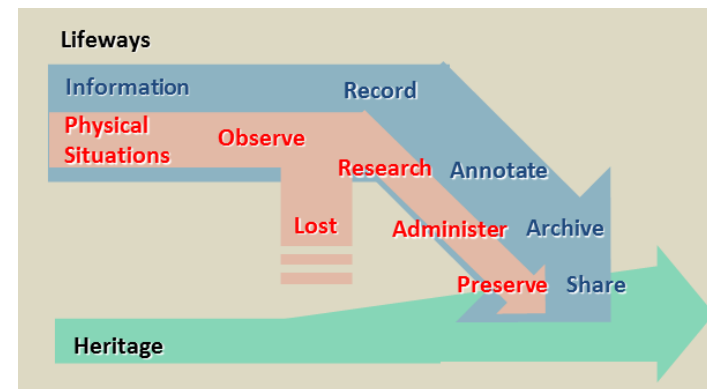 Lifeways
Information
Record
Physical
Situations
Observe
Research
Annotate
Lost
Administer
Archive
Preserve
Share
Heritage